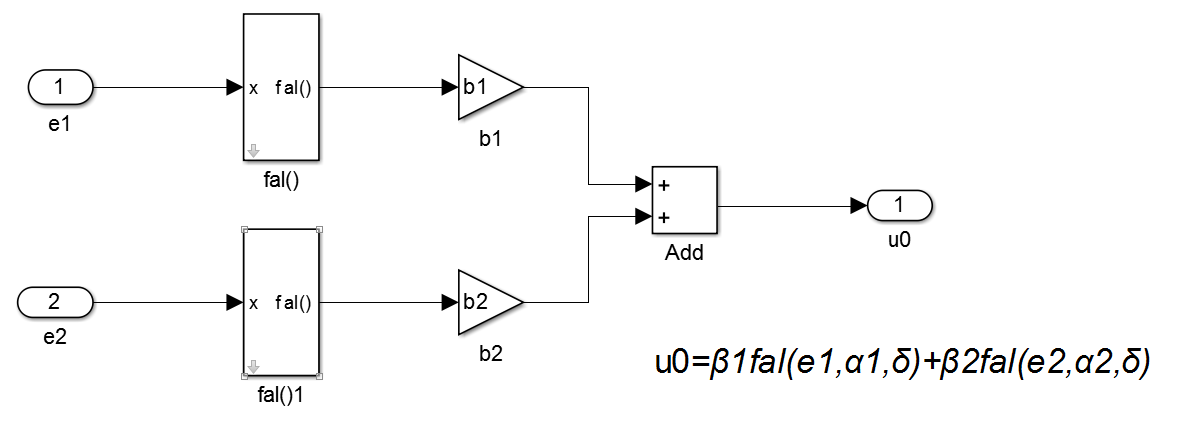 1
e1
x fal()
fal()
b1
b1
2
e2
x fal()
fal()1
b2
b2
+
+
Add
1
u0
u0=β1fal(e1,α1,δ)+β2fal(e2,α2,δ)